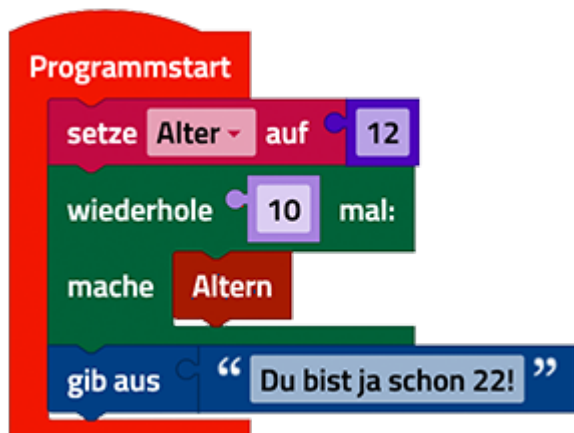 Programmstart
setze Alter auf 12
wiederhole 10 mal:
mache Altern
gib aus “ Du bist ja schon 22! ”